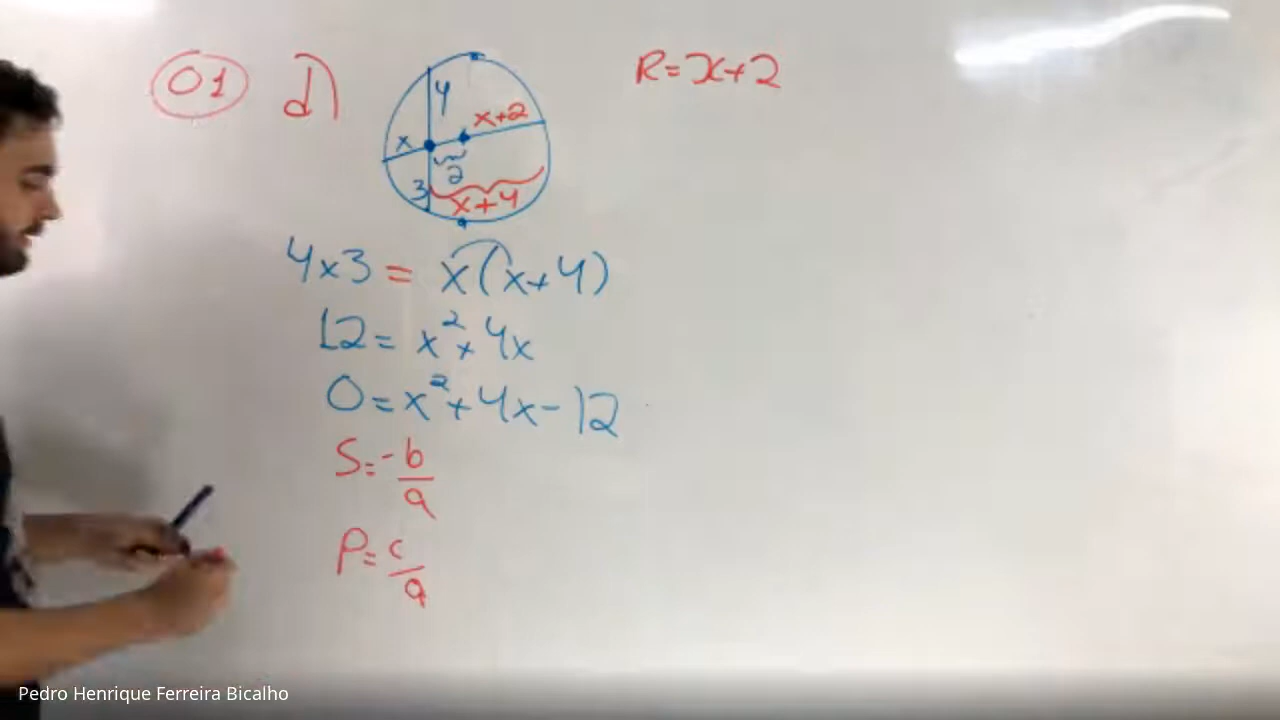 01 d)
R=x+2
4
x+2
x
2
3
x+4
4x3 = x(x+4)
12 = x²+4x
0=x²+4x-12
S=-b/a
P=c/a
Pedro Henrique Ferreira Bicalho